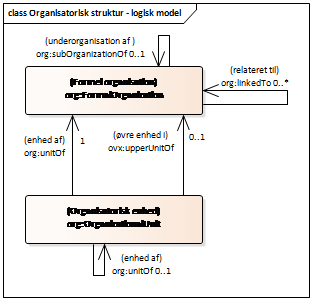 class Organisatorisk struktur - logisk model
(underorganisation af )
org:subOrganizationOf 0..1
(Formel organisation)
org:FormalOrganization
(relateret til)
org:linkedTo 0..*
(enhed af)
org:unitOf
1
(øvre enhed i)
ovx:upperUnitOf
0..1
(Organisatorisk enhed)
org:OrganizationalUnit
(enhed af)
org:unitOf 0..1